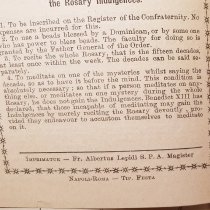 the Rosary Indulgences.
1. To be inscribed on the Register of the Confraternity. No
penses are incurred for this.
2. To use a beads blessed by a Dominican, or by some one
who has power to bless beads. The faculty for doing so is
given by the Father General of the Order.
3. To recite the whole Rosary, that is the fifteen decades,
at least once within the week. The decades can be said se-
parately.
4. To meditate on one of the mysteries whilst saying the
decade, so as to have it before the mind. This condition is
absolutely necessary; so that if a person meditates on any-
thing else, or meditates on one mystery during the whole
Rosary, he does not gain the Indulgences. Benedict XIII has
declared, that those incapable of meditating may gain the
Indulgences by merely reciting the Rosary devoutly, pro-
vided they endeavour to accustom themselves to meditate
on it.
Imprimatur — Fr. Albertus Lepidi S. P. A. Magister
Napoli-Roma — Tip. Festa